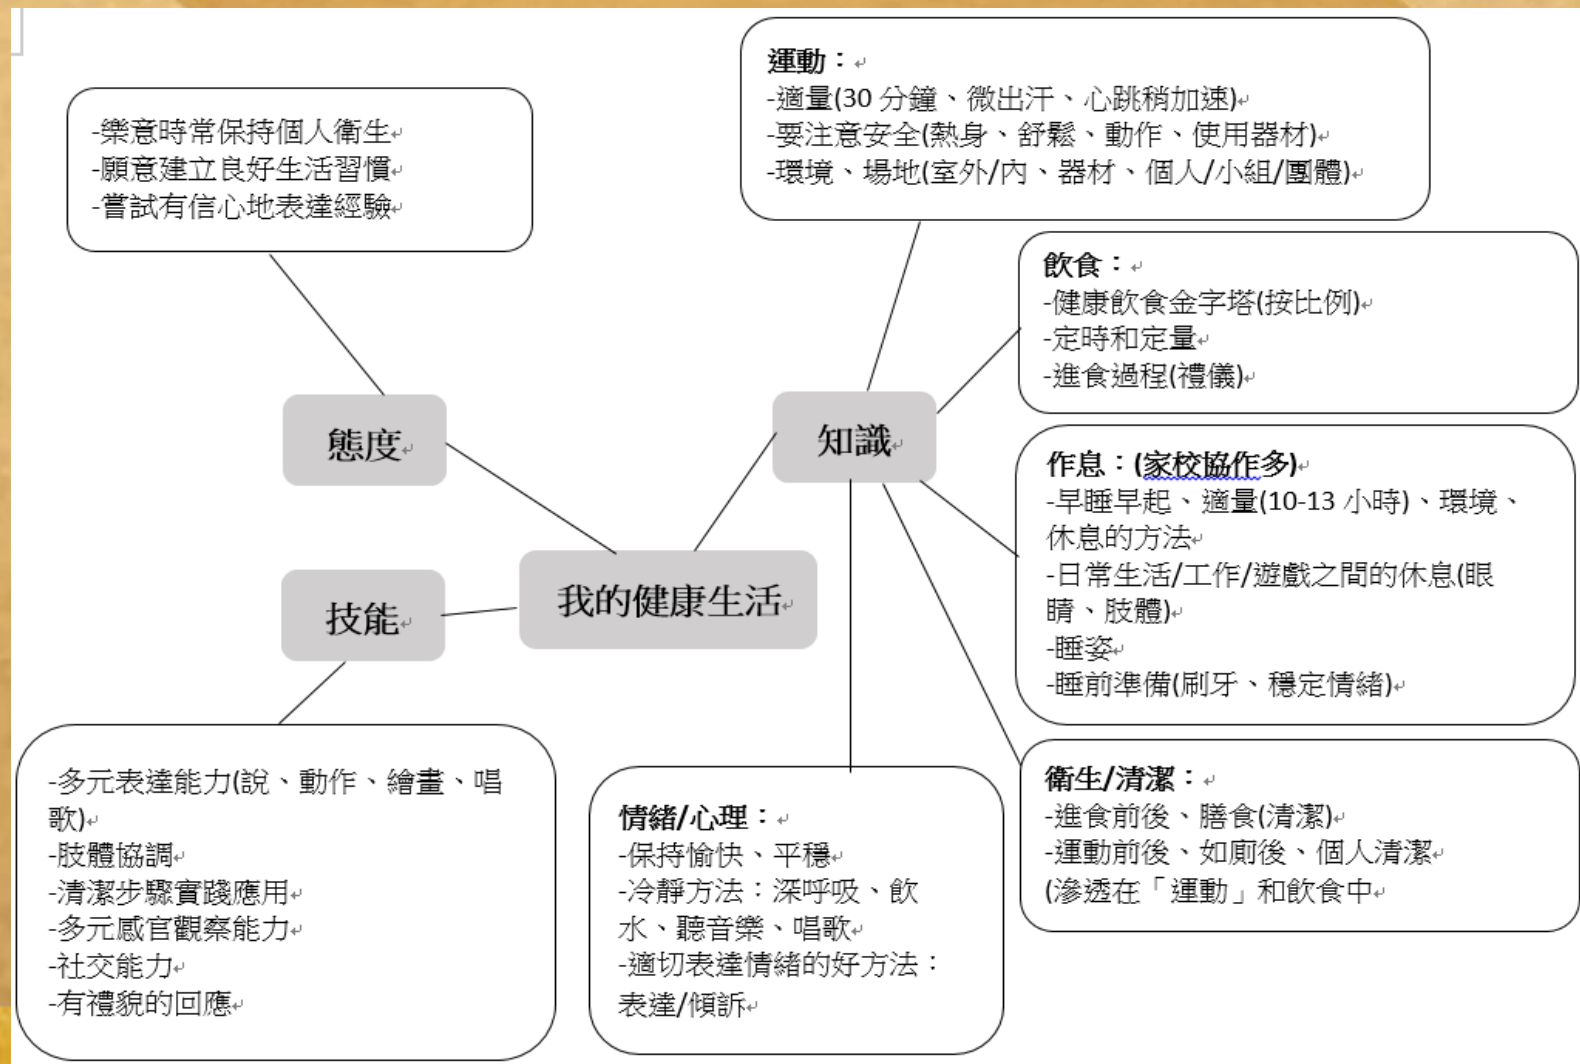 -樂意時常保持個人衛生
-願意建立良好生活習慣
-嘗試有信心地表達經驗
運動：
-適量(30 分鐘、微出汗、心跳稍加速)
-要注意安全(熱身、舒鬆、動作、使用器材)
-環境、場地(室外/內、器材、個人/小組/團體)
飲食：
-健康飲食金字塔(按比例)
-定時和定量
-進食過程(禮儀)
態度
知識
作息：(家校協作多)
-早睡早起、適量(10-13 小時)、環境、
休息的方法
-日常生活/工作/遊戲之間的休息(眼
睛、肢體)
-睡姿
-睡前準備(刷牙、穩定情緒)
技能
我的健康生活
-多元表達能力(說、動作、繪畫、唱
歌)
-肢體協調
-清潔步驟實踐應用
-多元感官觀察能力
-社交能力
-有禮貌的回應
情緒/心理：
-保持愉快、平穩
-冷靜方法：深呼吸、飲
水、聽音樂、唱歌
-適切表達情緒的好方法：
表達/傾訴
衛生/清潔：
-進食前後、膳食(清潔)
-運動前後、如廁後、個人清潔
(滲透在「運動」和飲食中